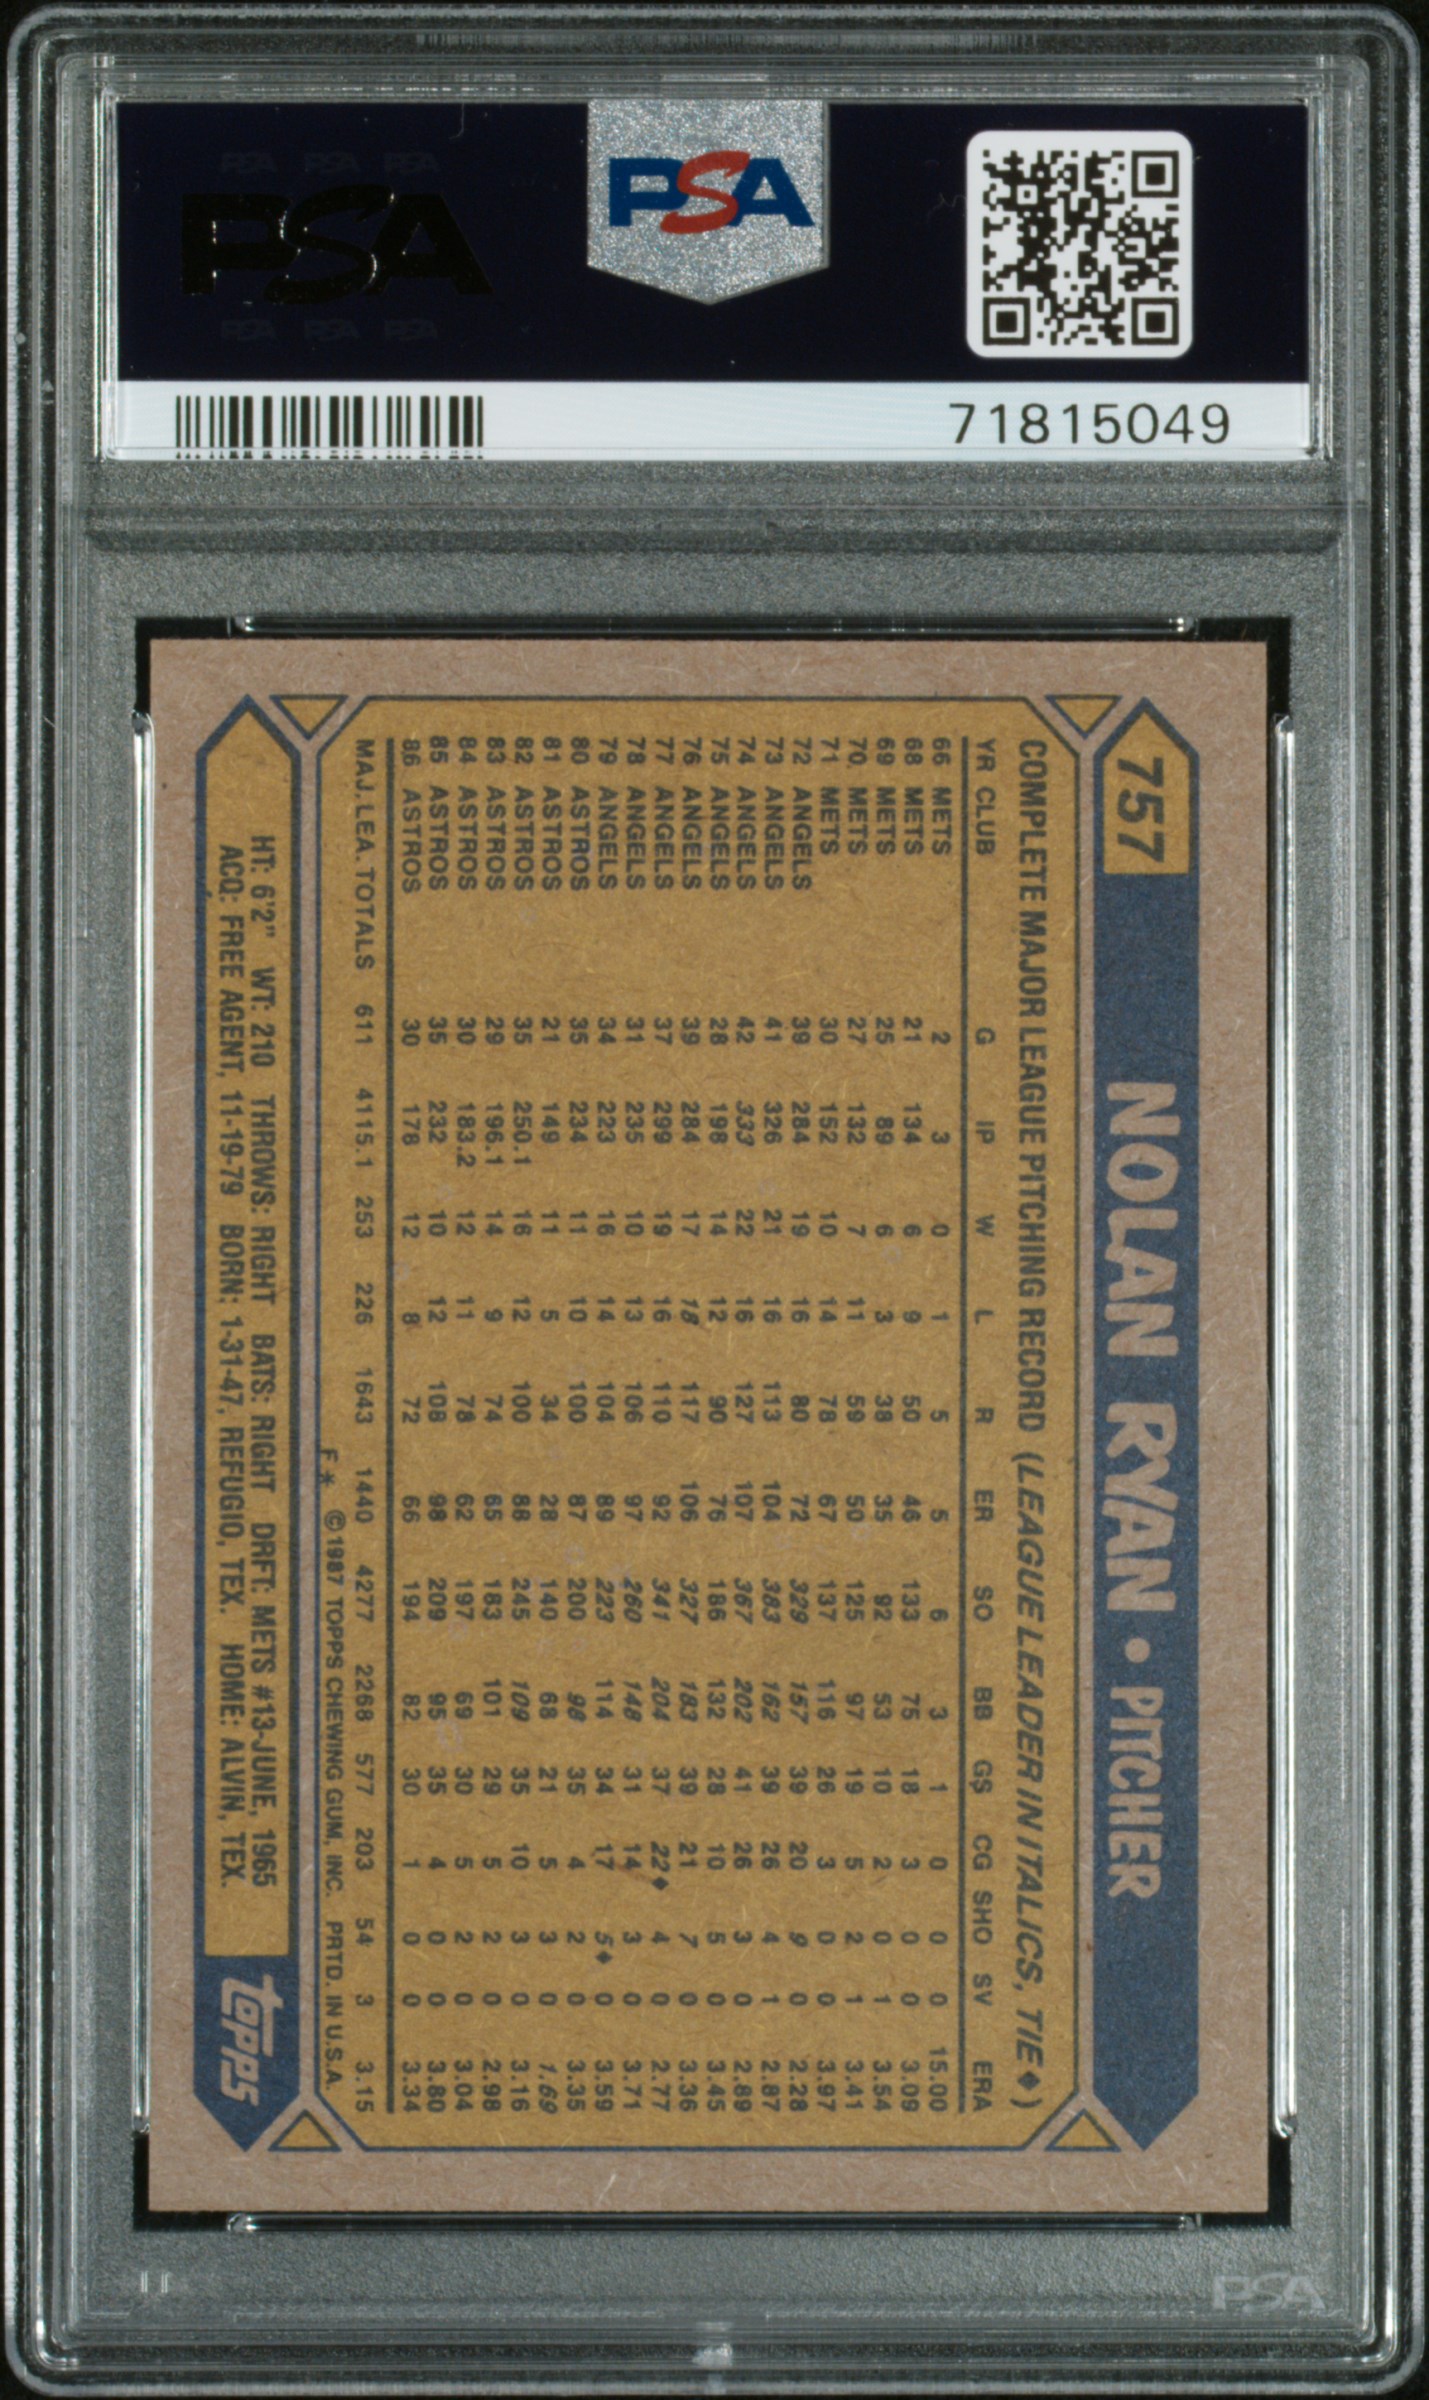 PSA PSA PSA
PSA
PSA PSA PSA
PSA
71815049
757 NOLAN RYAN • PITCHER
COMPLETE MAJOR LEAGUE PITCHING RECORD (LEAGUE LEADER IN ITALICS, TIE♦)
YR CLUB G IP W L R ER SO BB GS CG SHO SV ERA
66 METS 2 3 0 1 5 5 6 3 1 0 0 0 15.00
68 METS 21 134 6 9 50 46 133 75 18 3 0 0 3.09
69 METS 25 89 6 3 38 35 92 53 10 2 0 1 3.54
70 METS 27 132 7 11 59 50 125 97 19 5 2 1 3.41
71 METS 30 152 10 14 78 67 137 116 26 3 0 0 3.97
72 ANGELS 39 284 19 16 80 72 329 157 39 20 9 0 2.28
73 ANGELS 41 326 21 16 113 104 383 162 39 26 4 1 2.87
74 ANGELS 42 333 22 16 127 107 367 202 41 26 3 0 2.89
75 ANGELS 28 198 14 12 90 76 186 132 28 10 5 0 3.45
76 ANGELS 39 284 17 18 117 106 327 183 39 21 7 0 3.36
77 ANGELS 37 299 19 16 110 92 341 204 37 22♦ 4 0 2.77
78 ANGELS 31 235 10 13 106 97 260 148 31 14 3 0 3.71
79 ANGELS 34 223 16 14 104 89 223 114 34 17 5♦ 0 3.59
80 ASTROS 35 234 11 10 100 87 200 98 35 4 2 0 3.35
81 ASTROS 21 149 11 5 34 28 140 68 21 5 3 0 1.69
82 ASTROS 35 250.1 16 12 100 88 245 109 35 10 3 0 3.16
83 ASTROS 29 196.1 14 9 74 65 183 101 29 5 2 0 2.98
84 ASTROS 30 183.2 12 11 78 62 197 69 30 5 2 0 3.04
85 ASTROS 35 232 10 12 108 98 209 95 35 4 0 0 3.80
86 ASTROS 30 178 12 8 72 66 194 82 30 1 0 0 3.34
MAJ. LEA. TOTALS 611 4115.1 253 226 1643 1440 4277 2268 577 203 54 3 3.15
F* © 1987 TOPPS CHEWING GUM, INC. PRTD. IN U.S.A.
HT: 6'2" WT: 210 THROWS: RIGHT BATS: RIGHT DRFT: METS #13-JUNE, 1965
ACQ: FREE AGENT, 11-19-79 BORN: 1-31-47, REFUGIO, TEX. HOME: ALVIN, TEX.
topps
PSA